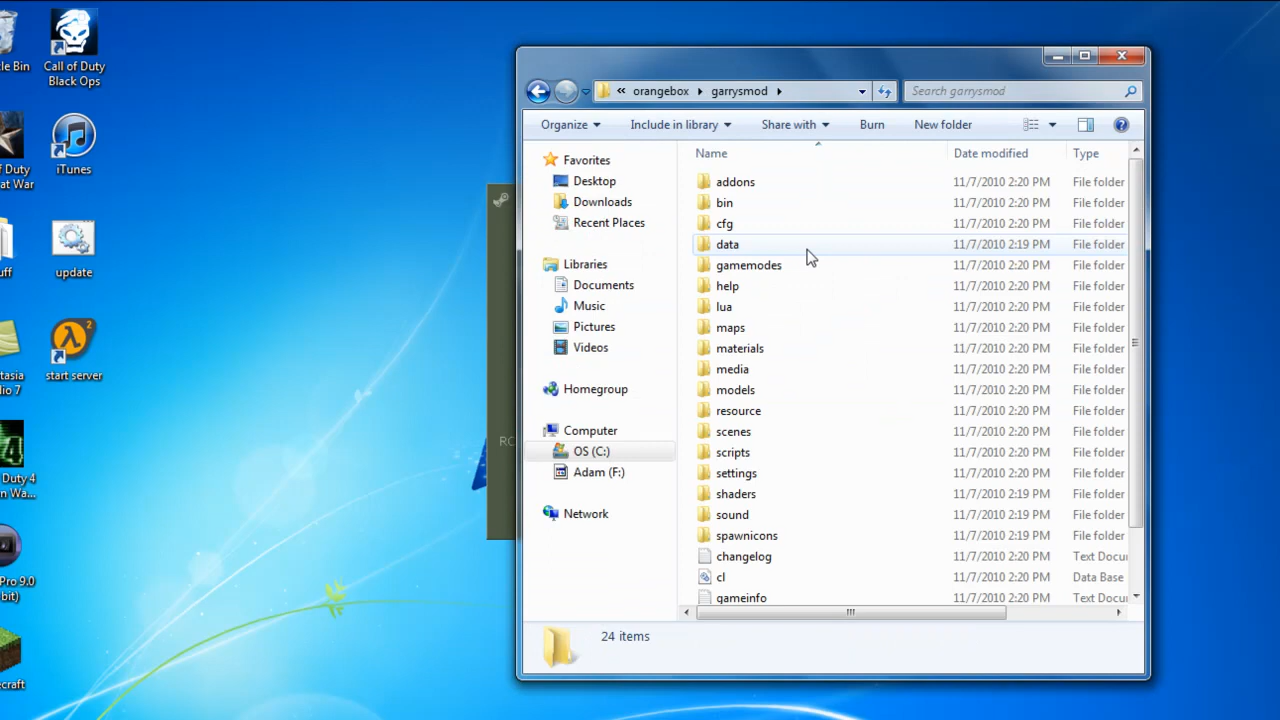 le Bin
Call of Duty
Black Ops
of Duty
at War
iTunes
uff
update
tasia
lio 7
start server
Duty 4
n Wa...
Pro 9.0
bit)
ecraft
RC
orangebox
garrysmod
Search garrysmod
Organize
Include in library
Share with
Burn
New folder
Favorites
Desktop
Downloads
Recent Places
Libraries
Documents
Music
Pictures
Videos
Homegroup
Computer
OS (C:)
Adam (F:)
Network
Name Date modified Type
addons 11/7/2010 2:20 PM File folder
bin 11/7/2010 2:20 PM File folder
cfg 11/7/2010 2:20 PM File folder
data 11/7/2010 2:19 PM File folder
gamemodes 11/7/2010 2:20 PM File folder
help 11/7/2010 2:20 PM File folder
lua 11/7/2010 2:20 PM File folder
maps 11/7/2010 2:20 PM File folder
materials 11/7/2010 2:20 PM File folder
media 11/7/2010 2:20 PM File folder
models 11/7/2010 2:20 PM File folder
resource 11/7/2010 2:20 PM File folder
scenes 11/7/2010 2:20 PM File folder
scripts 11/7/2010 2:20 PM File folder
settings 11/7/2010 2:20 PM File folder
shaders 11/7/2010 2:19 PM File folder
sound 11/7/2010 2:19 PM File folder
spawnicons 11/7/2010 2:19 PM File folder
changelog 11/7/2010 2:20 PM Text Docu
cl 11/7/2010 2:20 PM Data Base
gameinfo 11/7/2010 2:20 PM Text Docu
24 items